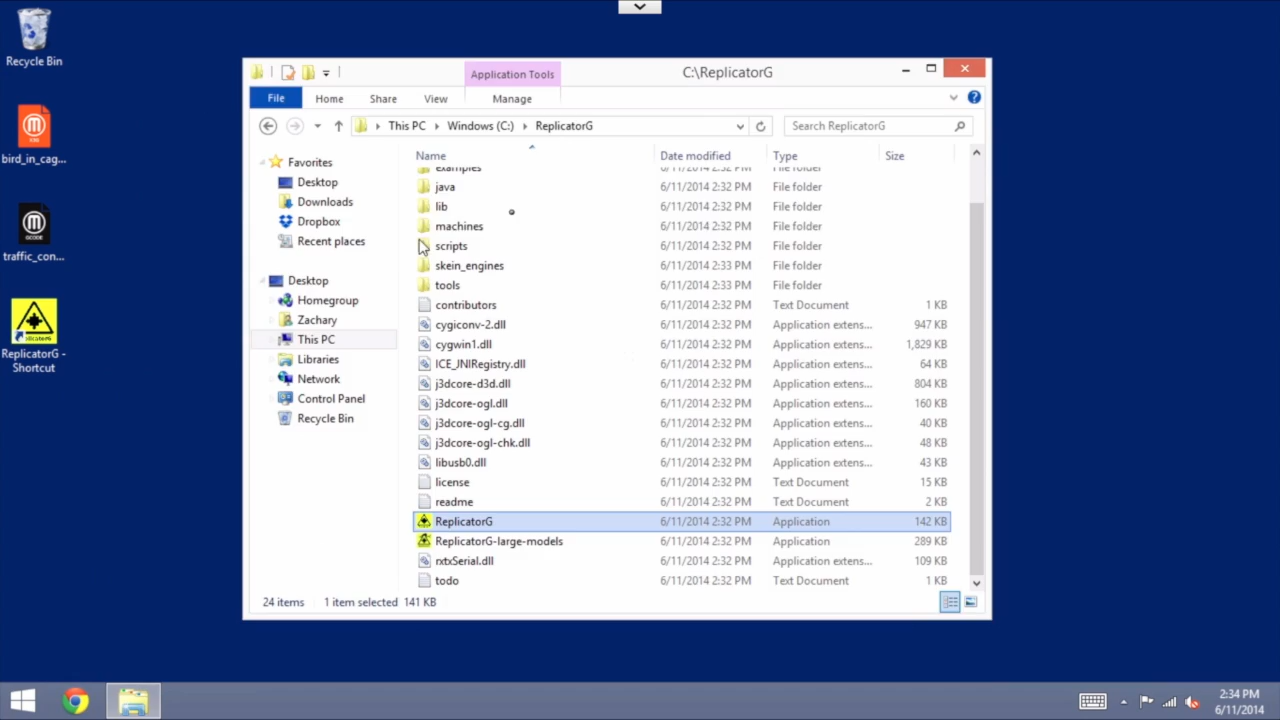 Recycle Bin
bird_in_cag...
traffic_con...
ReplicatorG -
Shortcut
Application Tools
C:\ReplicatorG
File Home Share View Manage
This PC Windows (C:) ReplicatorG
Search ReplicatorG
Favorites
Desktop
Downloads
Dropbox
Recent places
Desktop
Homegroup
Zachary
This PC
Libraries
Network
Control Panel
Recycle Bin
Name Date modified Type Size
examples 6/11/2014 2:32 PM File folder
java 6/11/2014 2:32 PM File folder
lib 6/11/2014 2:32 PM File folder
machines 6/11/2014 2:32 PM File folder
scripts 6/11/2014 2:32 PM File folder
skein_engines 6/11/2014 2:33 PM File folder
tools 6/11/2014 2:33 PM File folder
contributors 6/11/2014 2:32 PM Text Document 1 KB
cygiconv-2.dll 6/11/2014 2:32 PM Application extens... 947 KB
cygwin1.dll 6/11/2014 2:32 PM Application extens... 1,829 KB
ICE_JNIRegistry.dll 6/11/2014 2:32 PM Application extens... 64 KB
j3dcore-d3d.dll 6/11/2014 2:32 PM Application extens... 804 KB
j3dcore-ogl.dll 6/11/2014 2:32 PM Application extens... 160 KB
j3dcore-ogl-cg.dll 6/11/2014 2:32 PM Application extens... 40 KB
j3dcore-ogl-chk.dll 6/11/2014 2:32 PM Application extens... 48 KB
libusb0.dll 6/11/2014 2:32 PM Application extens... 43 KB
license 6/11/2014 2:32 PM Text Document 15 KB
readme 6/11/2014 2:32 PM Text Document 2 KB
ReplicatorG 6/11/2014 2:32 PM Application 142 KB
ReplicatorG-large-models 6/11/2014 2:32 PM Application 289 KB
rxtxSerial.dll 6/11/2014 2:32 PM Application extens... 109 KB
todo 6/11/2014 2:32 PM Text Document 1 KB
24 items 1 item selected 141 KB
2:34 PM
6/11/2014